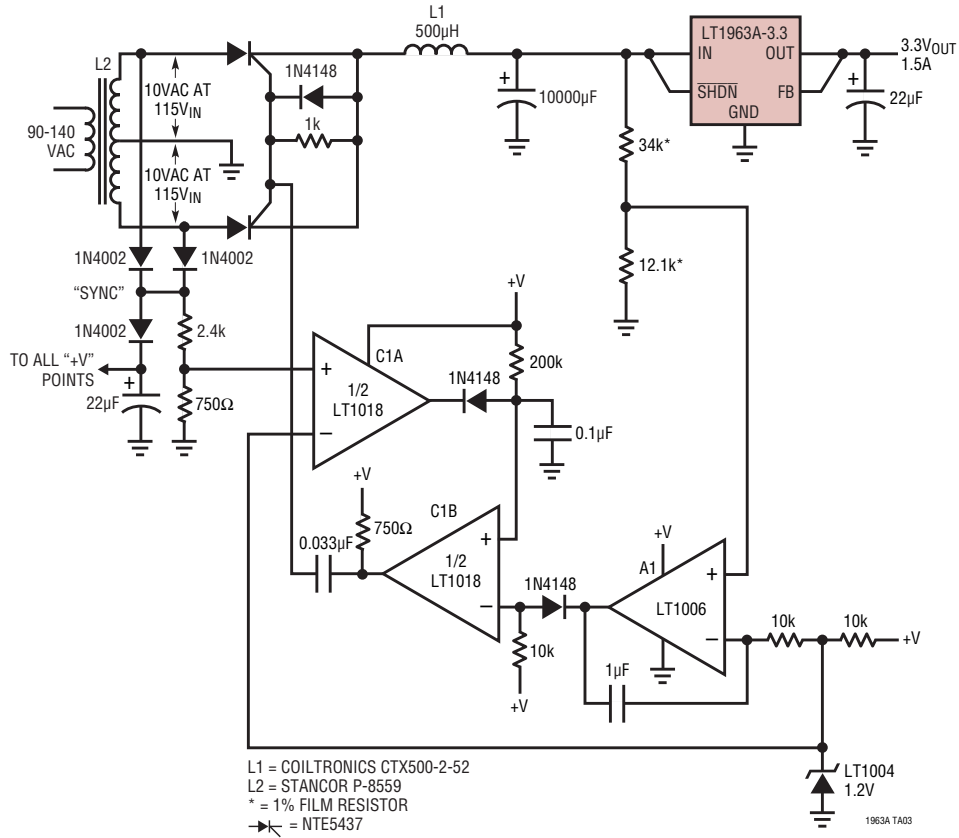 L1
500µH
LT1963A-3.3
IN
OUT
SHDN
FB
GND
3.3VOUT
1.5A
22µF
L2
10VAC AT
115VIN
90-140
VAC
10VAC AT
115VIN
1N4148
1k
10000µF
34k*
12.1k*
1N4002
1N4002
"SYNC"
1N4002
2.4k
TO ALL "+V"
POINTS
22µF
750Ω
+V
C1A
200k
+
1/2
LT1018
–
1N4148
0.1µF
+V
750Ω
C1B
0.033µF
+
1/2
LT1018
–
1N4148
10k
+V
+V
A1
+
LT1006
–
10k
10k
+V
1µF
LT1004
1.2V
L1 = COILTRONICS CTX500-2-52
L2 = STANCOR P-8559
* = 1% FILM RESISTOR
= NTE5437
1963A TA03